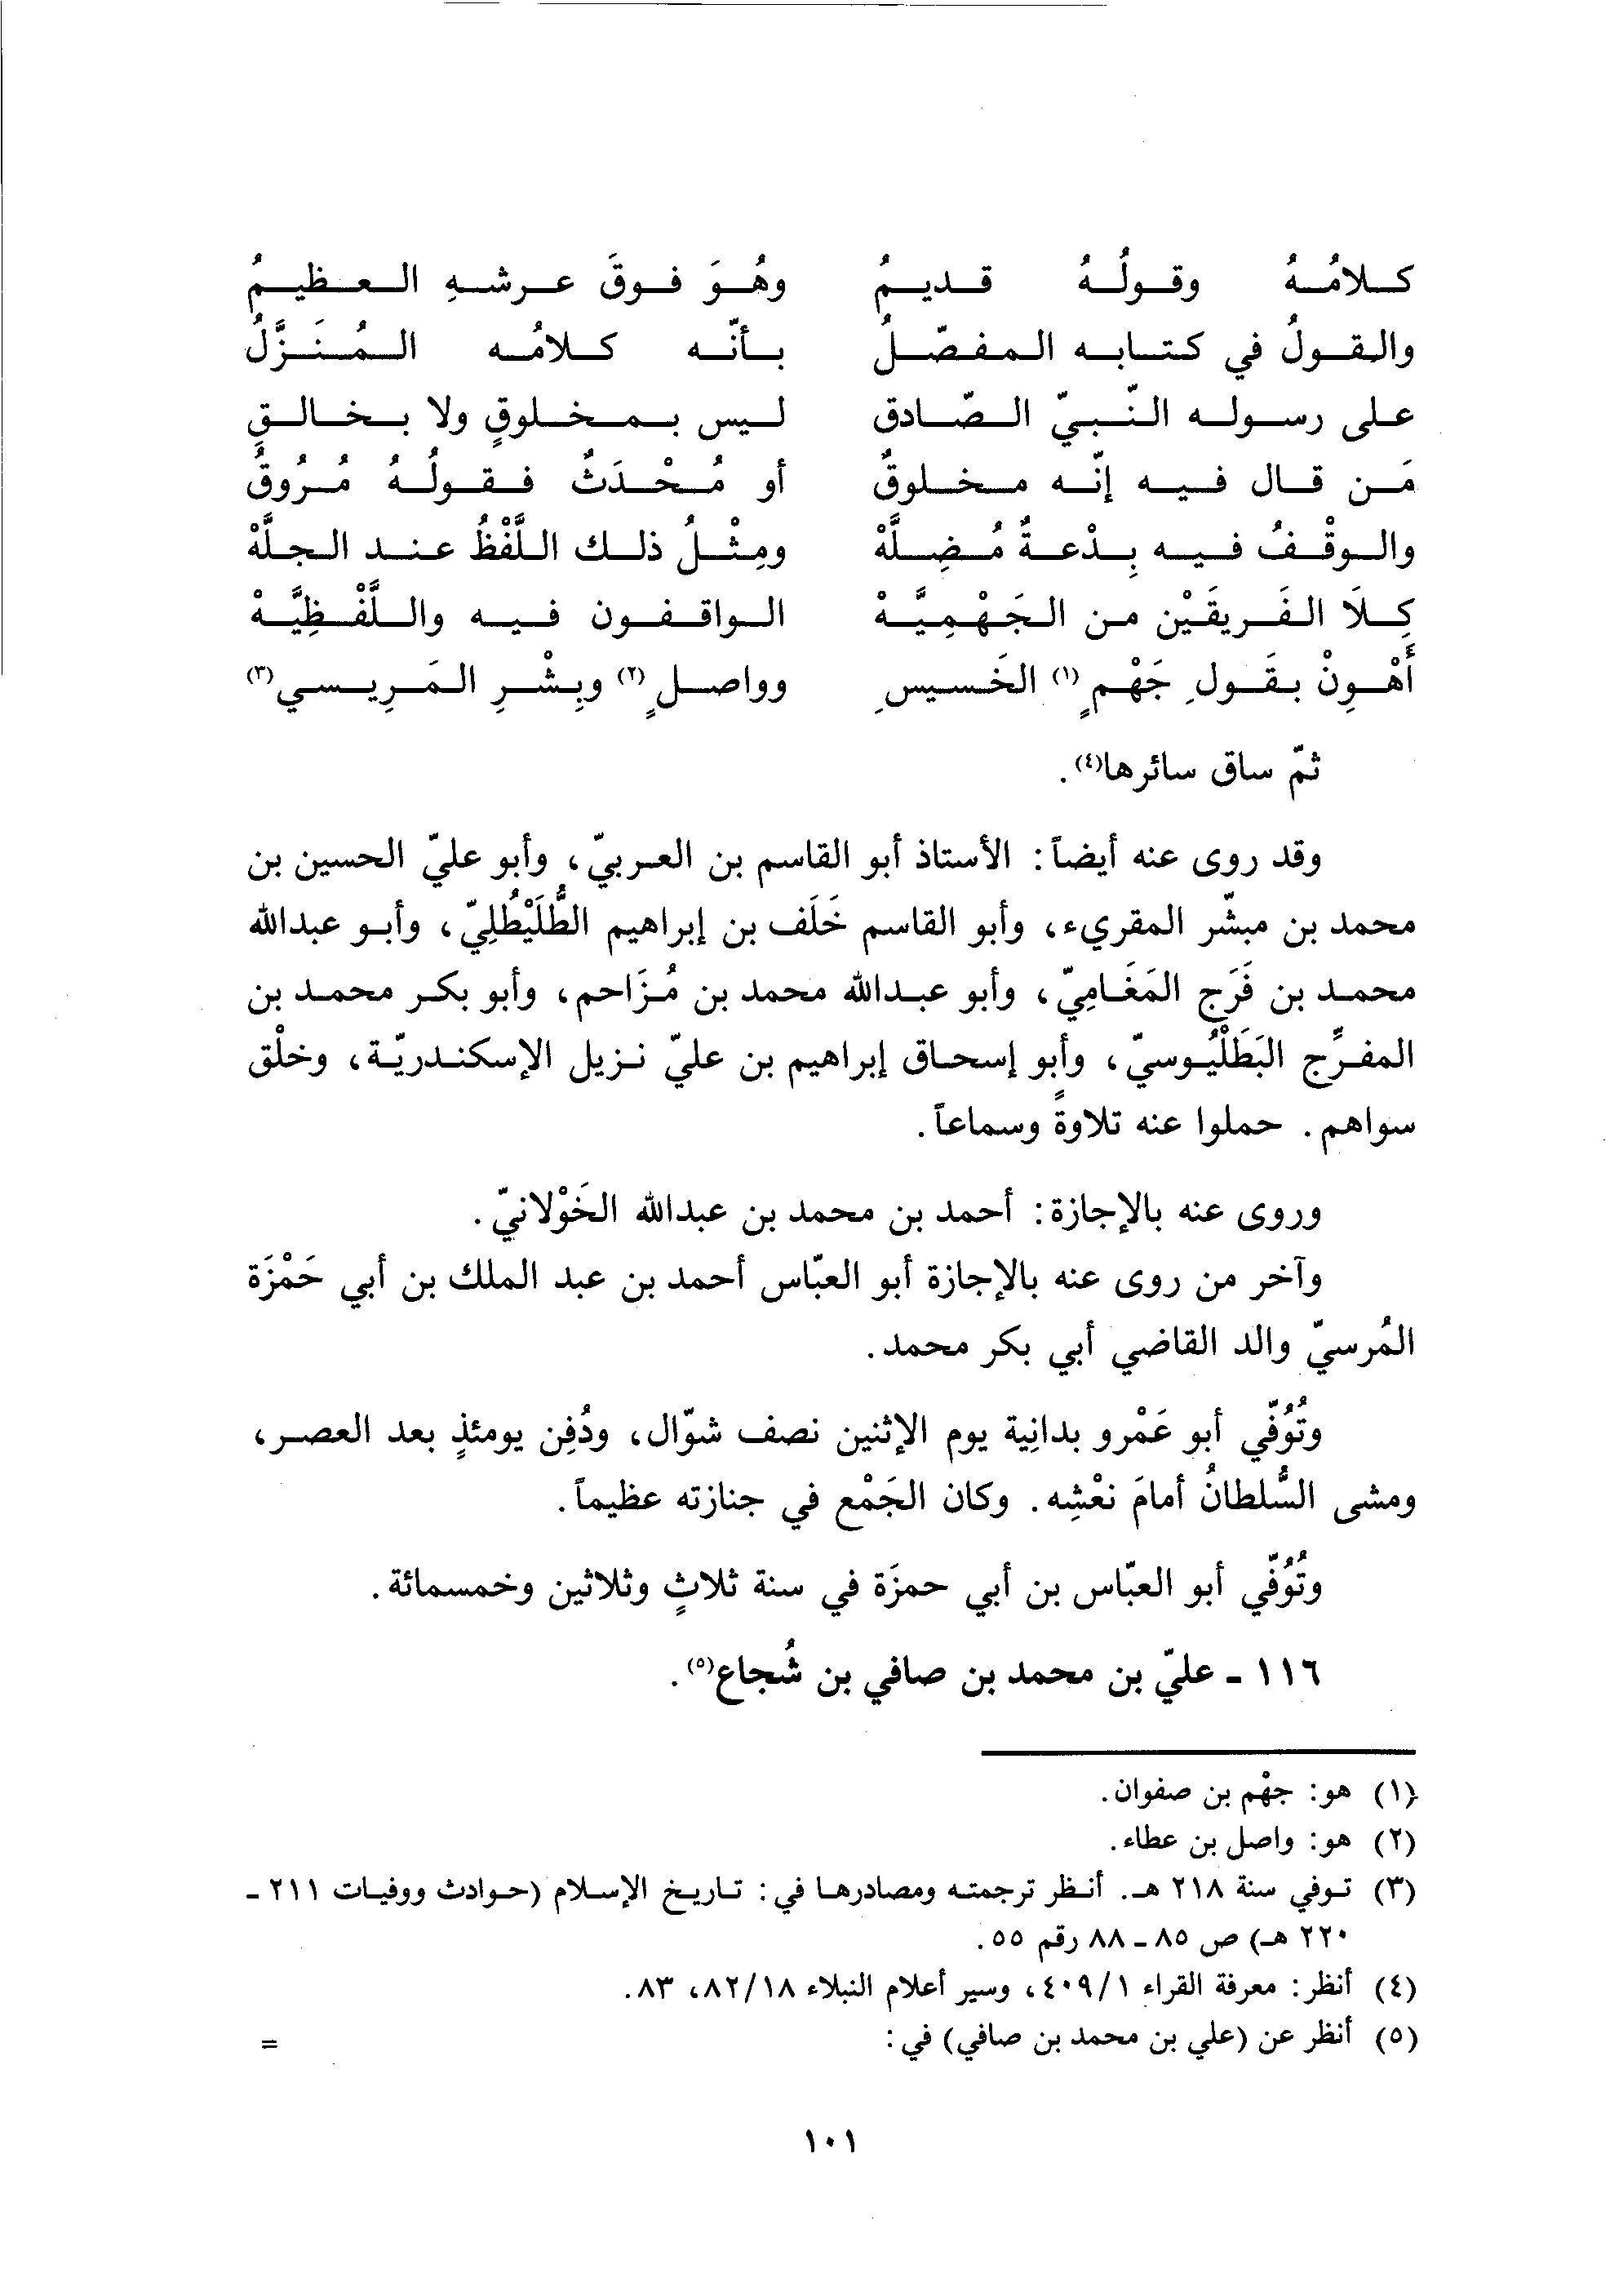 كلامُهُ وقولُهُ قديمُ وهُوَ فوقَ عرشهِ العظيمُ
والقولُ في كتابه المفصّلُ بأنّه كلامُه المُنَزَّلُ
على رسوله النّبيّ الصّادق ليس بمخلوقٍ ولا بخالقٍ
مَن قال فيه إنّه مخلوقٌ أو مُحْدَثٌ فقولُهُ مُرُوقٌ
والوقْفُ فيه بِدْعةٌ مُضِلَّهْ ومِثْلُ ذلك اللَّفْظُ عند الجلَّهْ
كِلَا الفَريقَيْن من الجَهْمِيَّهْ الواقفون فيه واللَّفْظِيَّهْ
أَهْوِنْ بقَولِ جَهْمٍ(١) الخَسيسِ وواصلٍ(٢) وبِشْرِ المَرِيسي(٣)
ثمّ ساق سائرها(٤).
وقد روى عنه أيضاً: الأستاذ أبو القاسم بن العربيّ، وأبو عليّ الحسين بن
محمد بن مبشّر المقريء، وأبو القاسم خَلَف بن إبراهيم الطُّلَيْطُلِيّ، وأبو عبدالله
محمد بن فَرَج المَغَامِيّ، وأبو عبدالله محمد بن مُزَاحم، وأبو بكر محمد بن
المفرِّج البَطَلْيُوسيّ، وأبو إسحاق إبراهيم بن عليّ نزيل الإسكندريّة، وخلْق
سواهم. حملوا عنه تلاوةً وسماعاً.
وروى عنه بالإجازة: أحمد بن محمد بن عبدالله الخَوْلانيّ.
وآخر من روى عنه بالإجازة أبو العبّاس أحمد بن عبد الملك بن أبي حَمْزَة
المُرسيّ والد القاضي أبي بكر محمد.
وتُوُفّي أبو عَمْرو بدانِية يوم الإثنين نصف شوّال، ودُفِن يومئذٍ بعد العصر،
ومشى السُّلطانُ أمامَ نعْشِه. وكان الجَمْع في جنازته عظيماً.
وتُوُفّي أبو العبّاس بن أبي حمزَة في سنة ثلاثٍ وثلاثين وخمسمائة.
١١٦ - عليّ بن محمد بن صافي بن شُجاع(٥).
(١) هو: جهْم بن صفوان.
(٢) هو: واصل بن عطاء.
(٣) توفي سنة ٢١٨ هـ. أنظر ترجمته ومصادرها في: تاريخ الإسلام (حوادث ووفيات ٢١١ -
٢٢٠ هـ) ص ٨٥ - ٨٨ رقم ٥٥.
(٤) أنظر: معرفة القراء ٤٠٩/١، وسير أعلام النبلاء ٨٢/١٨، ٨٣.
(٥) أنظر عن (علي بن محمد بن صافي) في: =
١٠١